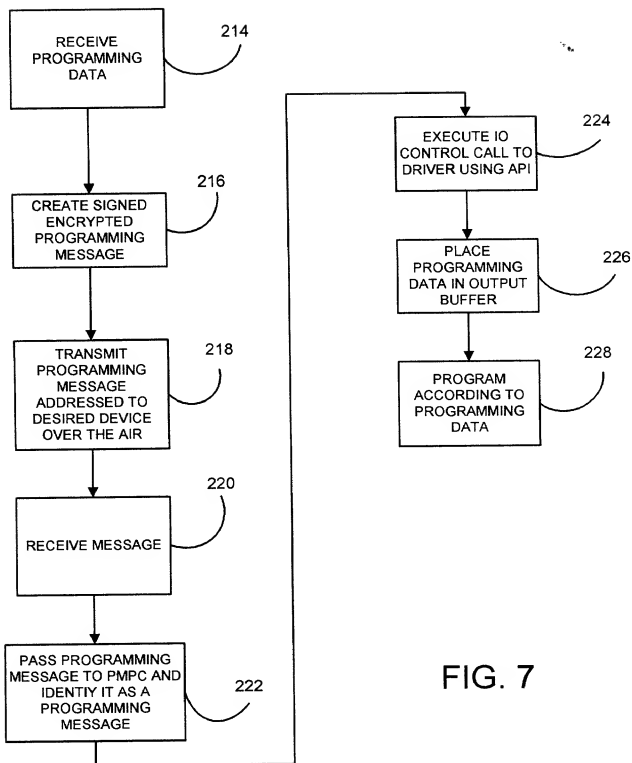 RECEIVE
PROGRAMMING
DATA
214
CREATE SIGNED
ENCRYPTED
PROGRAMMING
MESSAGE
216
TRANSMIT
PROGRAMMING
MESSAGE
ADDRESSED TO
DESIRED DEVICE
OVER THE AIR
218
RECEIVE MESSAGE
220
PASS PROGRAMMING
MESSAGE TO PMPC AND
IDENTIY IT AS A
PROGRAMMING
MESSAGE
222
EXECUTE IO
CONTROL CALL TO
DRIVER USING API
224
PLACE
PROGRAMMING
DATA IN OUTPUT
BUFFER
226
PROGRAM
ACCORDING TO
PROGRAMMING
DATA
228
FIG. 7